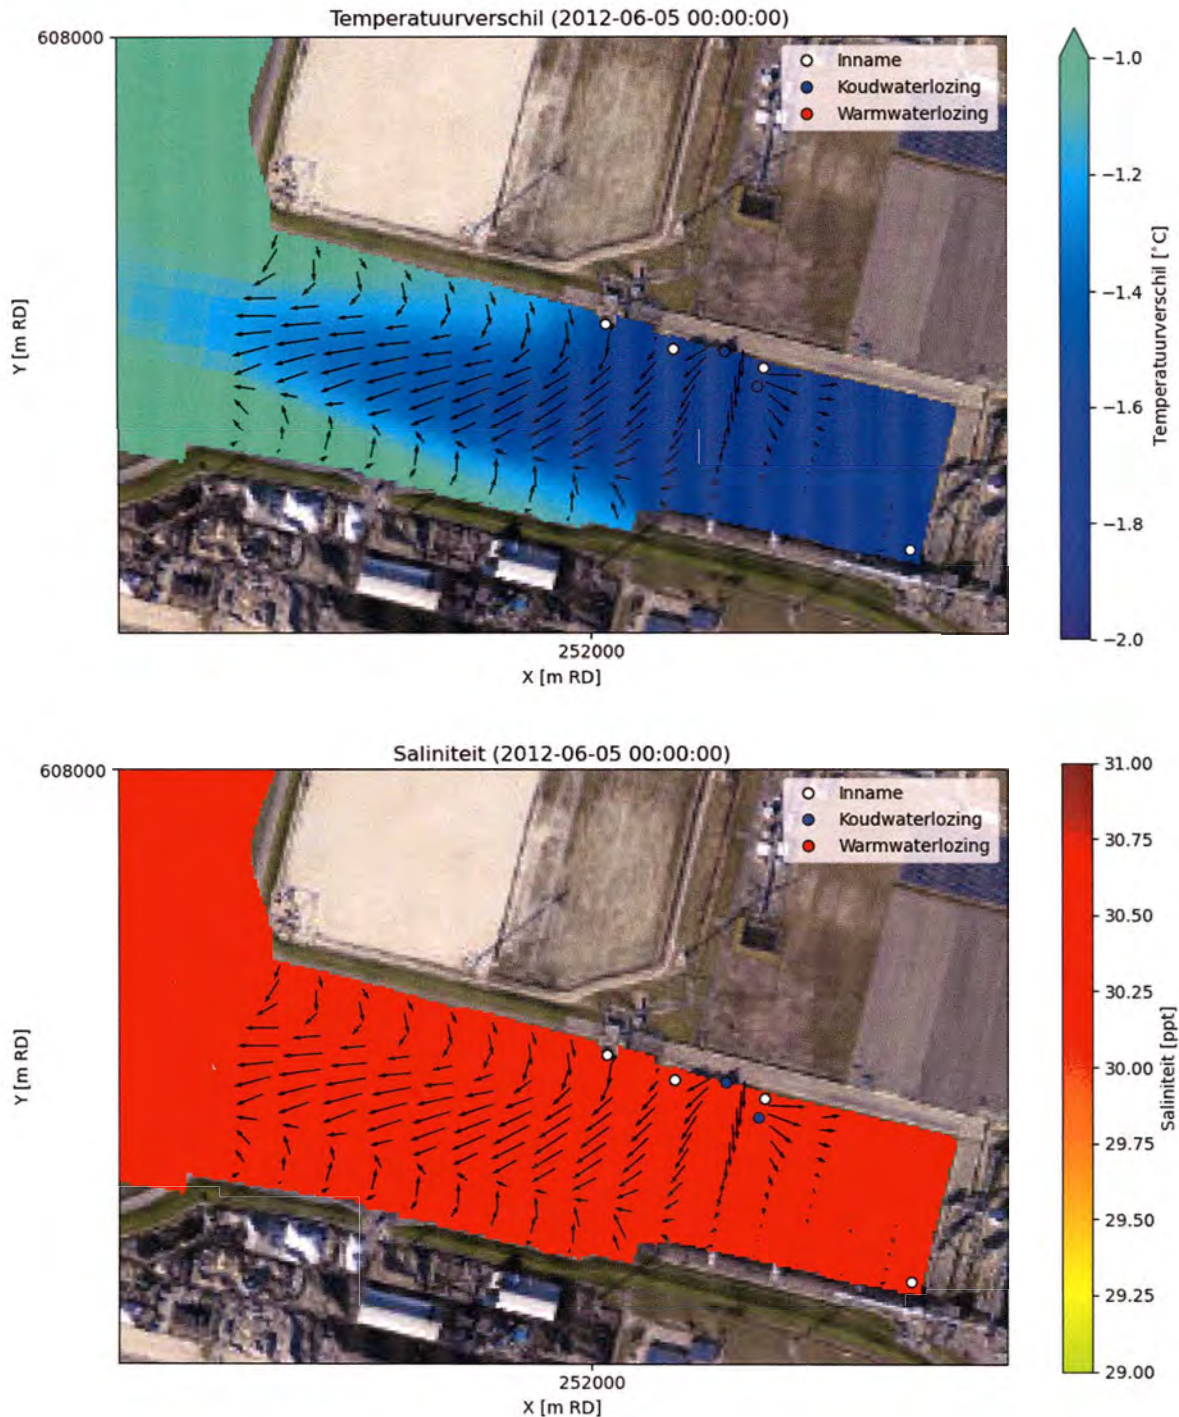 Temperatuurverschil (2012-06-05 00:00:00)
608000
Inname
Koudwaterlozing
Warmwaterlozing
Y [m RD]
252000
X [m RD]
−1.0
−1.2
−1.4
−1.6
−1.8
−2.0
Temperatuurverschil [°C]
Saliniteit (2012-06-05 00:00:00)
608000
Inname
Koudwaterlozing
Warmwaterlozing
Y [m RD]
252000
X [m RD]
31.00
30.75
30.50
30.25
30.00
29.75
29.50
29.25
29.00
Saliniteit [ppt]